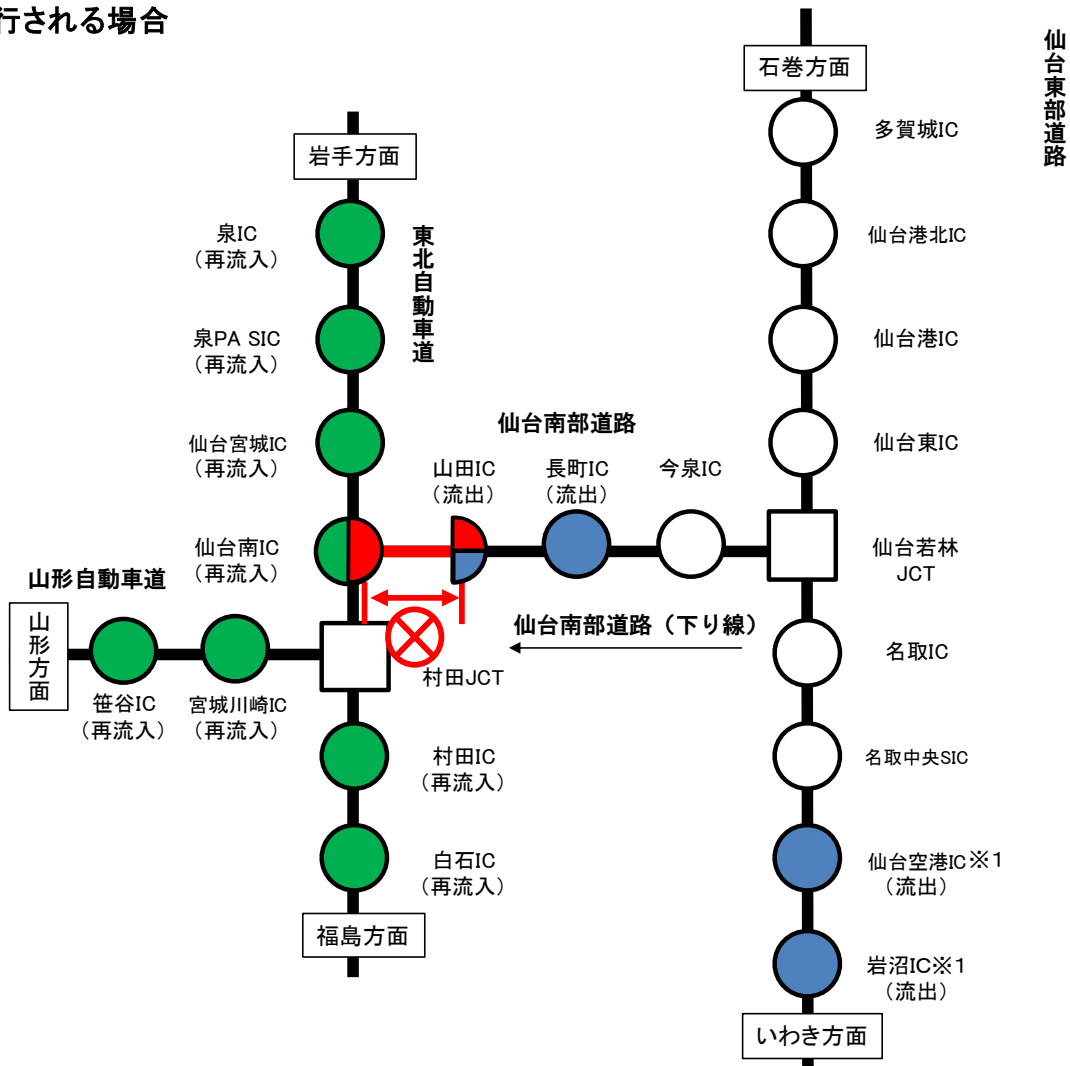 行される場合
仙台東部道路
石巻方面
多賀城IC
岩手方面
泉IC
(再流入)
東北自動車道
仙台港北IC
泉PA SIC
(再流入)
仙台港IC
仙台南部道路
仙台宮城IC
(再流入)
山田IC
(流出)
長町IC
(流出)
今泉IC
仙台東IC
仙台南IC
(再流入)
仙台若林
JCT
山形自動車道
山形方面
仙台南部道路(下り線)
名取IC
村田JCT
笹谷IC
(再流入)
宮城川崎IC
(再流入)
村田IC
(再流入)
名取中央SIC
白石IC
(再流入)
仙台空港IC※1
(流出)
福島方面
岩沼IC※1
(流出)
いわき方面